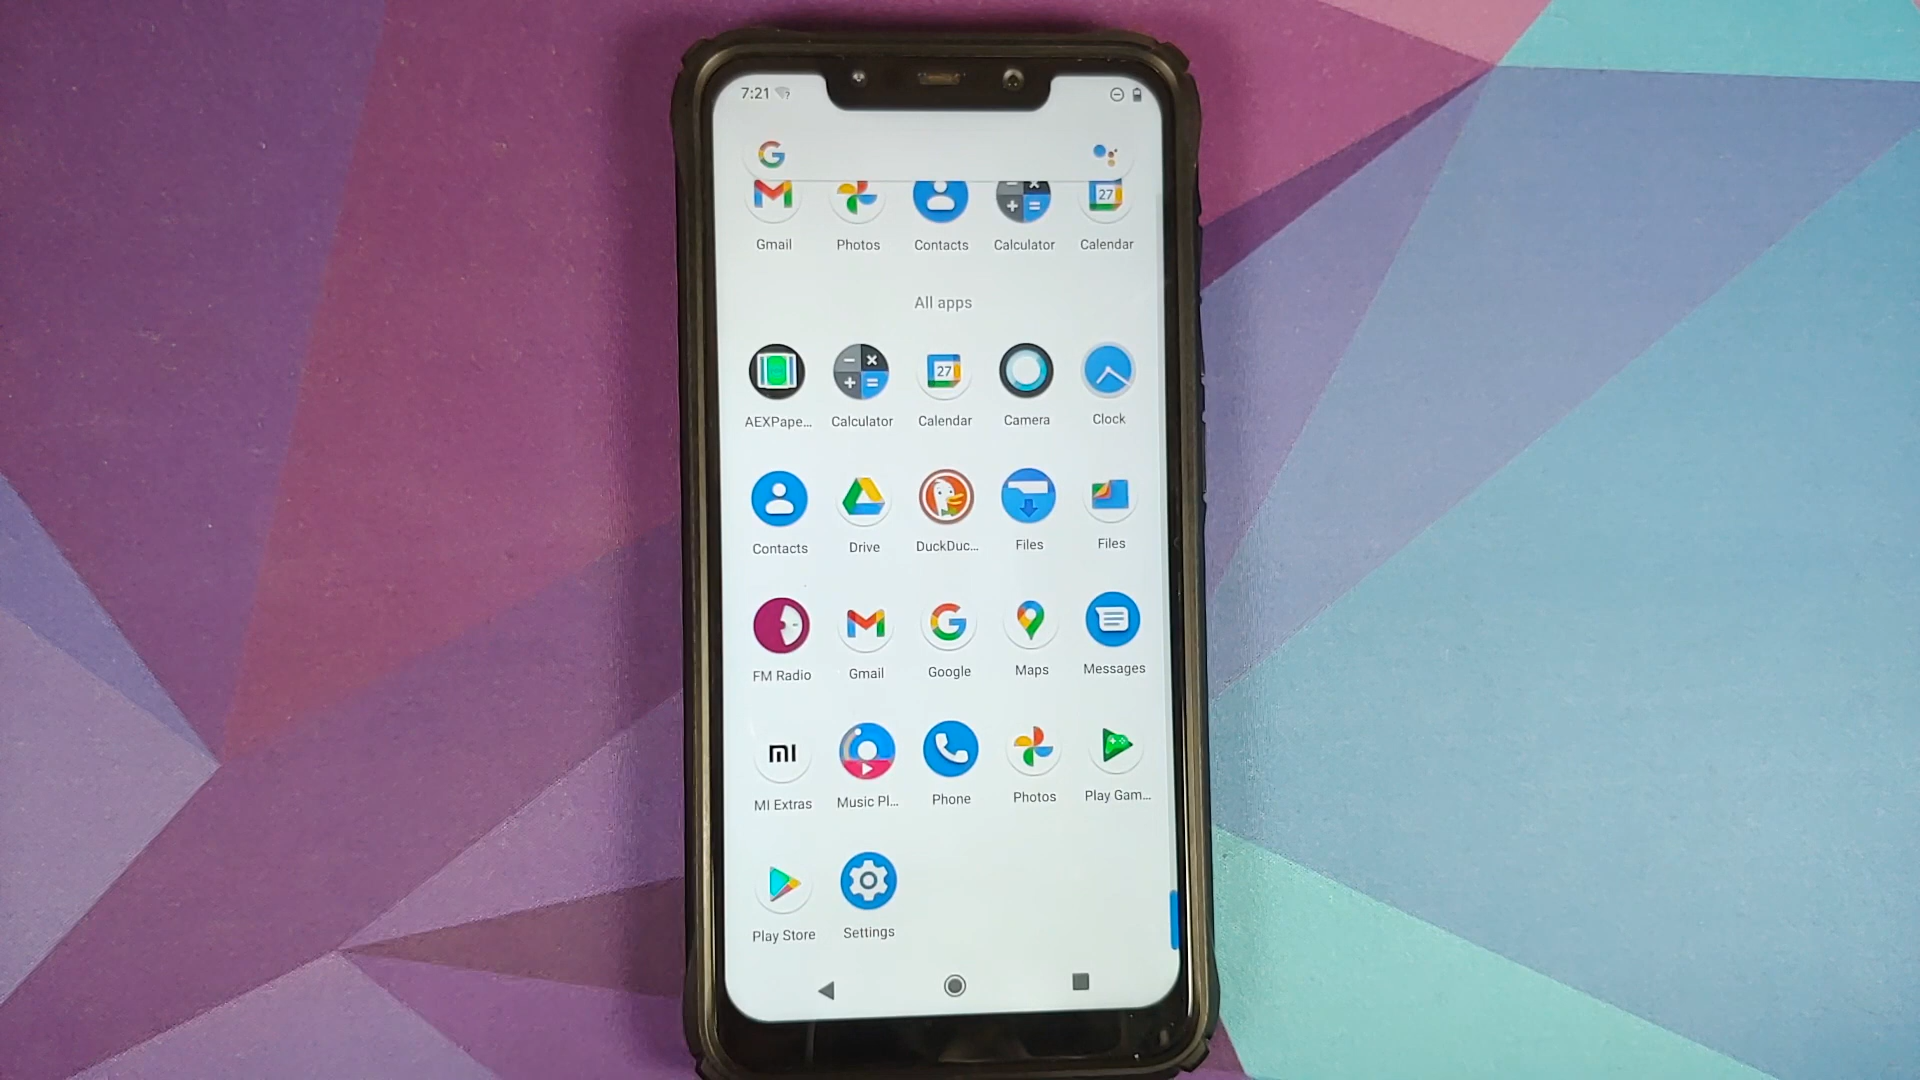 7:21
Gmail Photos Contacts Calculator Calendar
All apps
AEXPape... Calculator Calendar Camera Clock
Contacts Drive DuckDuc... Files Files
FM Radio Gmail Google Maps Messages
MI Extras Music Pl... Phone Photos Play Gam...
Play Store Settings